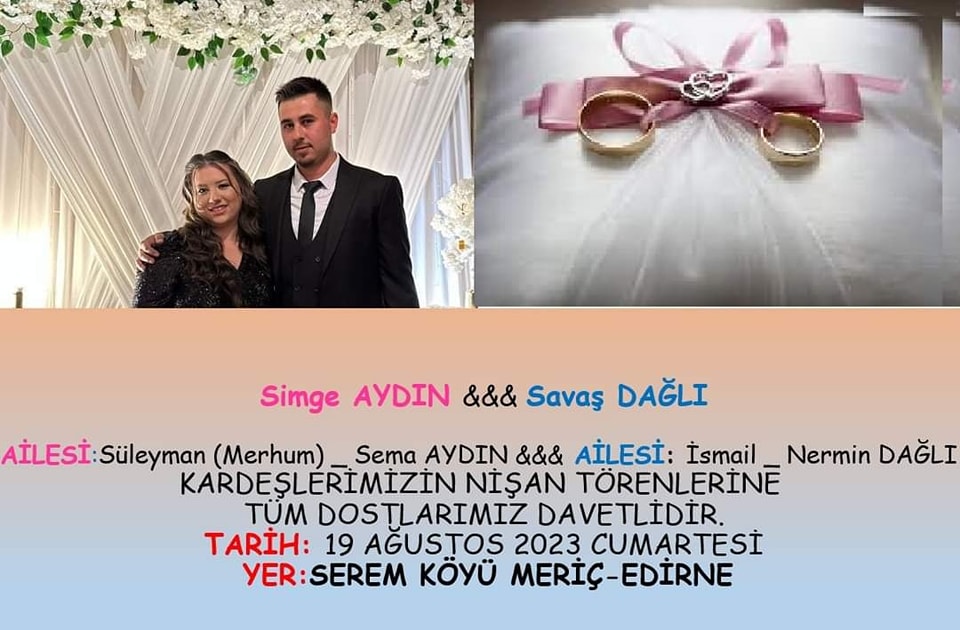 Simge AYDIN &&& Savaş DAĞLI
AİLESİ:Süleyman (Merhum) _ Sema AYDIN &&& AİLESİ: İsmail _ Nermin DAĞLI
KARDEŞLERİMİZİN NİŞAN TÖRENLERİNE
TÜM DOSTLARIMIZ DAVETLİDİR.
TARİH: 19 AĞUSTOS 2023 CUMARTESİ
YER:SEREM KÖYÜ MERİÇ-EDİRNE